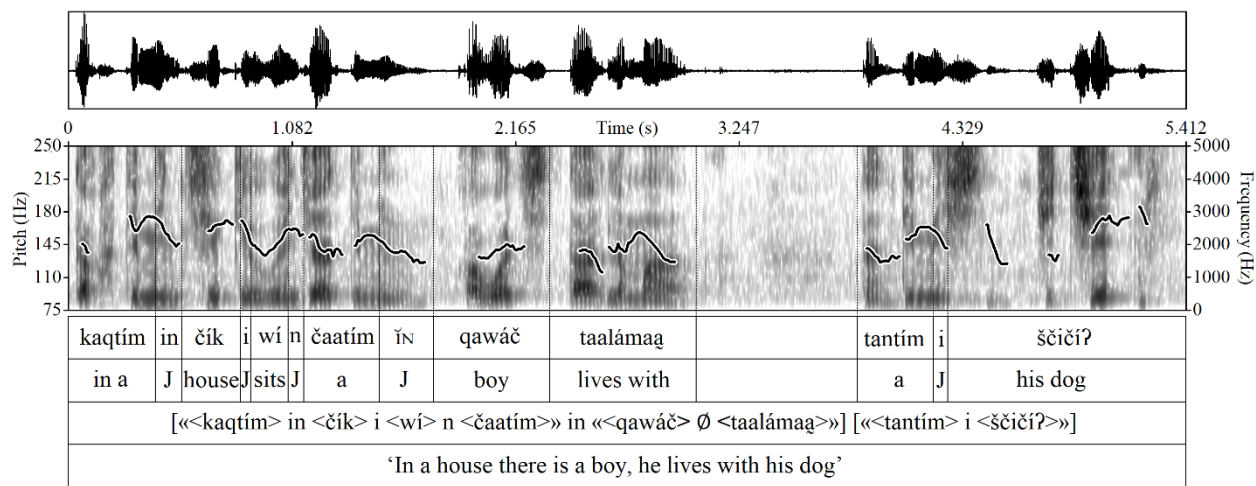 0 1.082 2.165 Time (s) 3.247 4.329 5.412
250 5000
215 4000
180 3000
145 2000
110 1000
75 0
Pitch (Hz)
Frequency (Hz)
kaqtím in čík i wí n čaatím ǐɴ qawáč taalámaa̰ tantím i ščičíʔ
in a J house J sits J a J boy lives with a J his dog
[«<kaqtím> in <čík> i <wí> n <čaatím>» in «<qawáč> Ø <taalámaa̰>»] [«<tantím> i <ščičíʔ>»]
‘In a house there is a boy, he lives with his dog’